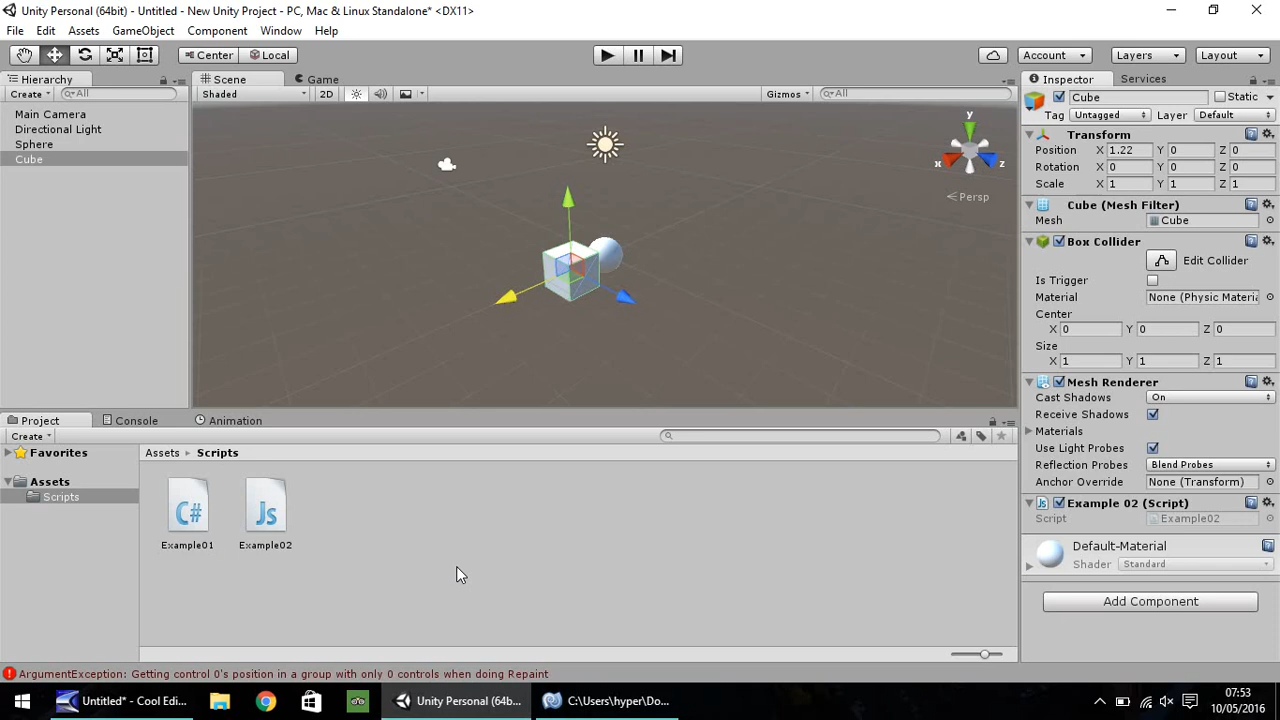 Unity Personal (64bit) - Untitled - New Unity Project - PC, Mac & Linux Standalone* <DX11>
File Edit Assets GameObject Component Window Help
Center Local Account Layers Layout
Hierarchy Scene Game Inspector Services
Create All Shaded 2D Gizmos All Cube Static
Main Camera
Directional Light
Sphere
Cube
y
x
z
Persp
Tag Untagged Layer Default
Transform
Position X 1.22 Y 0 Z 0
Rotation X 0 Y 0 Z 0
Scale X 1 Y 1 Z 1
Cube (Mesh Filter)
Mesh Cube
Box Collider
Edit Collider
Is Trigger
Material None (Physic Materia
Center
X 0 Y 0 Z 0
Size
X 1 Y 1 Z 1
Mesh Renderer
Cast Shadows On
Receive Shadows
Materials
Use Light Probes
Reflection Probes Blend Probes
Anchor Override None (Transform)
Example 02 (Script)
Script Example02
Default-Material
Shader Standard
Add Component
Project Console Animation
Create
Favorites
Assets
Scripts
Assets Scripts
C# Js
Example01 Example02
ArgumentException: Getting control 0's position in a group with only 0 controls when doing Repaint
Untitled* - Cool Edi... Unity Personal (64b... C:\Users\hyper\Do...
07:53
10/05/2016